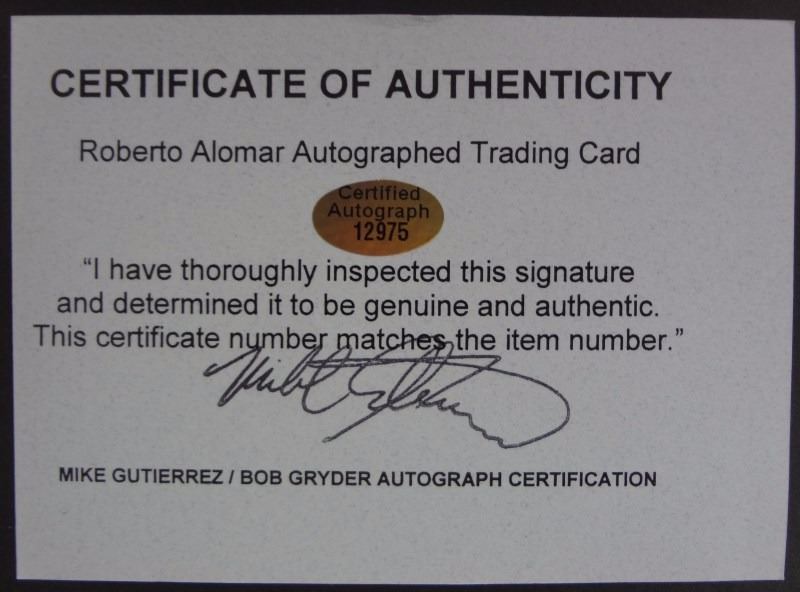 CERTIFICATE OF AUTHENTICITY
Roberto Alomar Autographed Trading Card
Certified
Autograph
12975
“I have thoroughly inspected this signature
and determined it to be genuine and authentic.
This certificate number matches the item number.”
MIKE GUTIERREZ / BOB GRYDER AUTOGRAPH CERTIFICATION